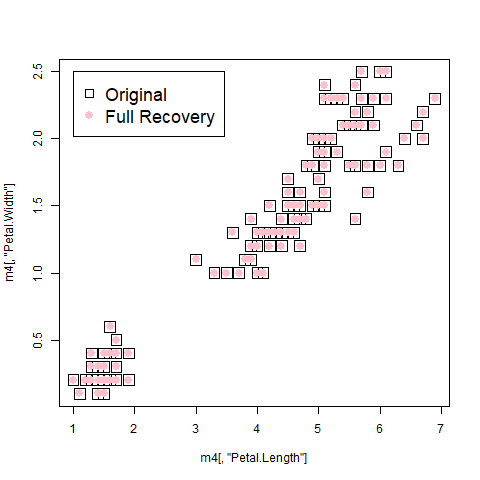 Original
Full Recovery
2.5
2.0
1.5
1.0
0.5
m4[, "Petal.Width"]
1 2 3 4 5 6 7
m4[, "Petal.Length"]